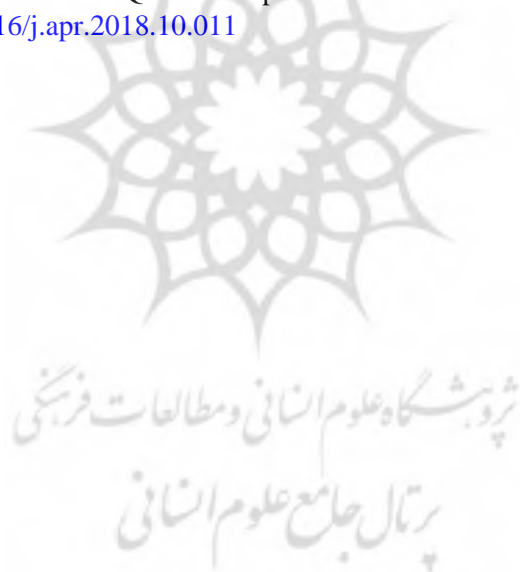 16/j.apr.2018.10.011
پژوهشگاه علوم انسانی و مطالعات فرهنگی
پرتال جامع علوم انسانی